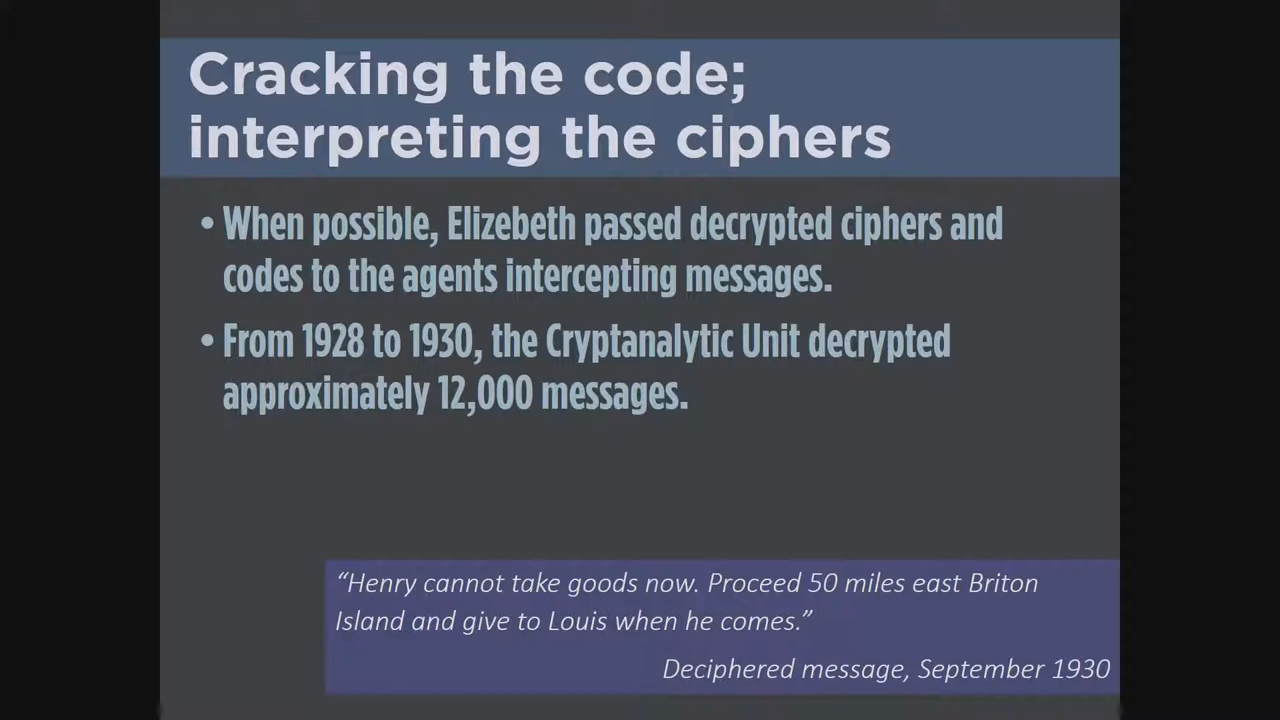 Cracking the code;
interpreting the ciphers
• When possible, Elizebeth passed decrypted ciphers and
codes to the agents intercepting messages.
• From 1928 to 1930, the Cryptanalytic Unit decrypted
approximately 12,000 messages.
“Henry cannot take goods now. Proceed 50 miles east Briton
Island and give to Louis when he comes.”
Deciphered message, September 1930